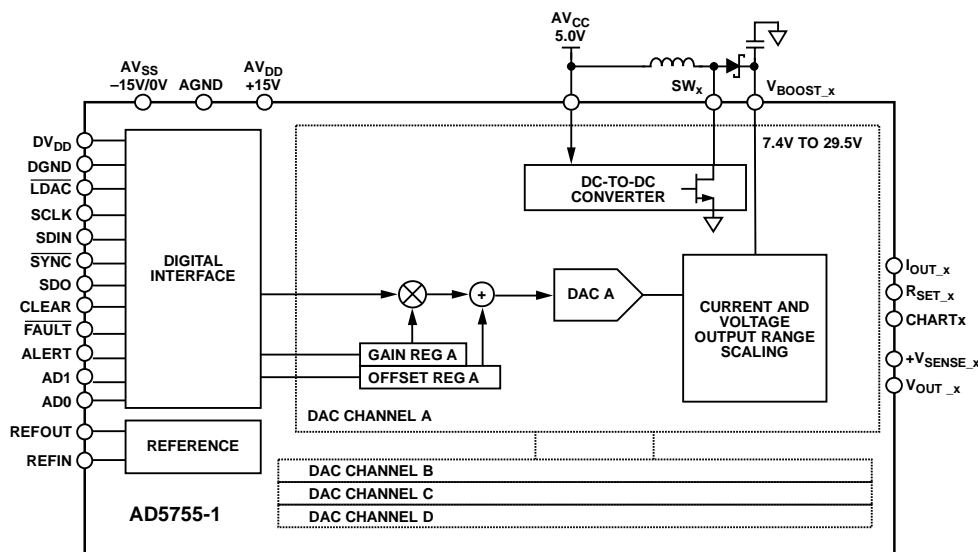 AVCC
5.0V
AVSS
–15V/0V
AGND
AVDD
+15V
SWx
VBOOST_x
DVDD
DGND
LDAC
SCLK
SDIN
SYNC
SDO
CLEAR
FAULT
ALERT
AD1
AD0
REFOUT
REFIN
DIGITAL
INTERFACE
REFERENCE
7.4V TO 29.5V
DC-TO-DC
CONVERTER
+
DAC A
CURRENT AND
VOLTAGE
OUTPUT RANGE
SCALING
GAIN REG A
OFFSET REG A
DAC CHANNEL A
DAC CHANNEL B
DAC CHANNEL C
DAC CHANNEL D
IOUT_x
RSET_x
CHARTx
+VSENSE_x
VOUT _x
AD5755-1